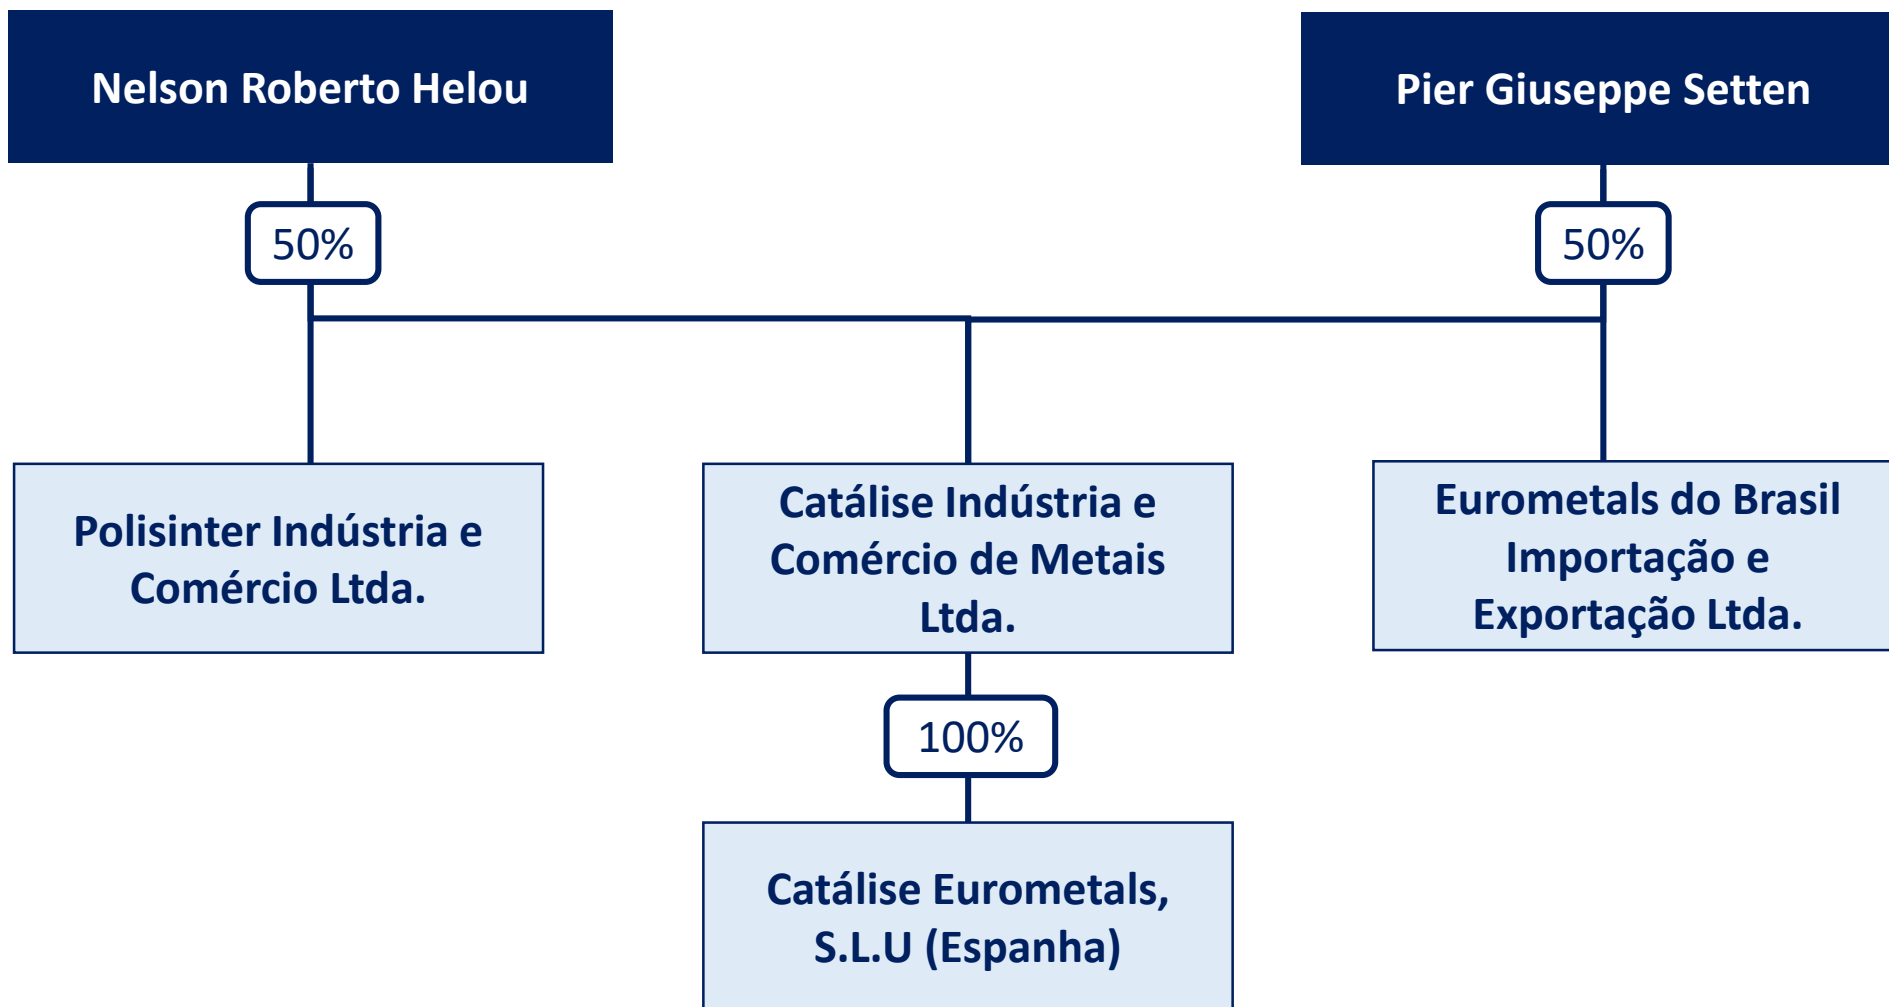 Nelson Roberto Helou
Pier Giuseppe Setten
50%
50%
Polisinter Indústria e
Comércio Ltda.
Catálise Indústria e
Comércio de Metais
Ltda.
Eurometals do Brasil
Importação e
Exportação Ltda.
100%
Catálise Eurometals,
S.L.U (Espanha)